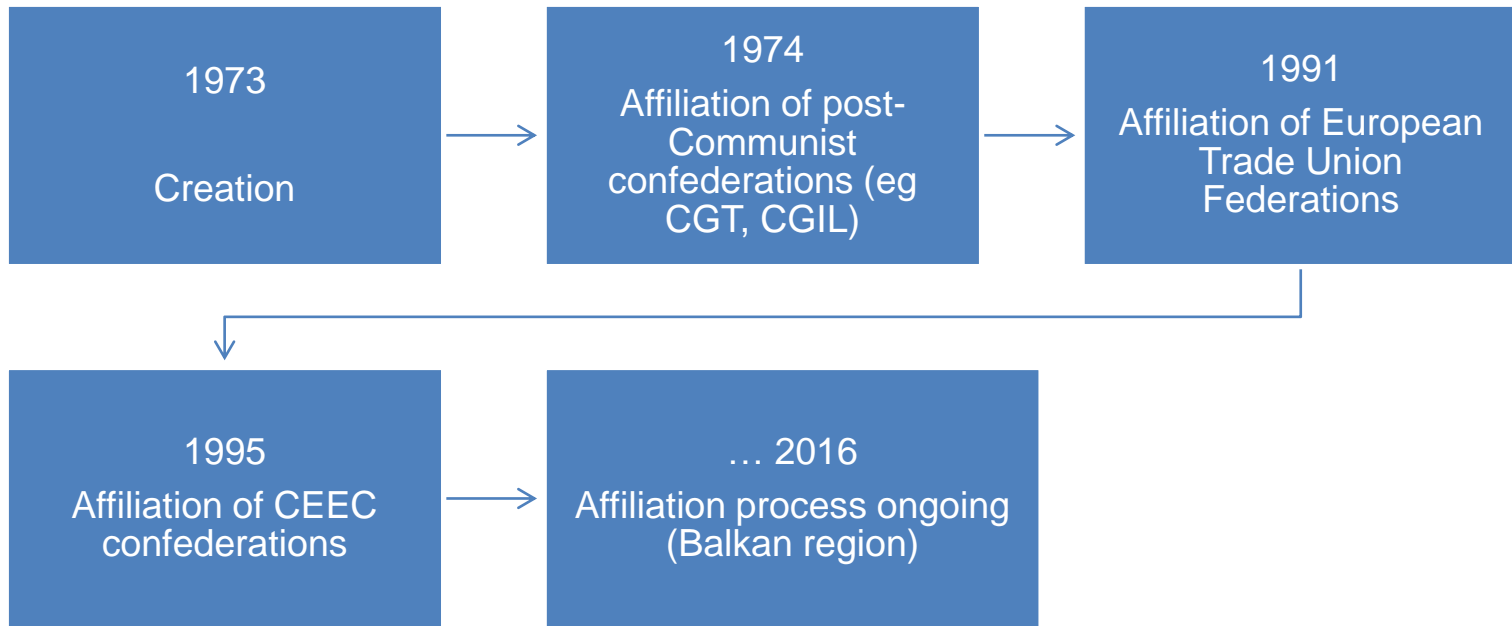 1973
Creation
1974
Affiliation of post-
Communist
confederations (eg
CGT, CGIL)
1991
Affiliation of European
Trade Union
Federations
1995
Affiliation of CEEC
confederations
… 2016
Affiliation process ongoing
(Balkan region)